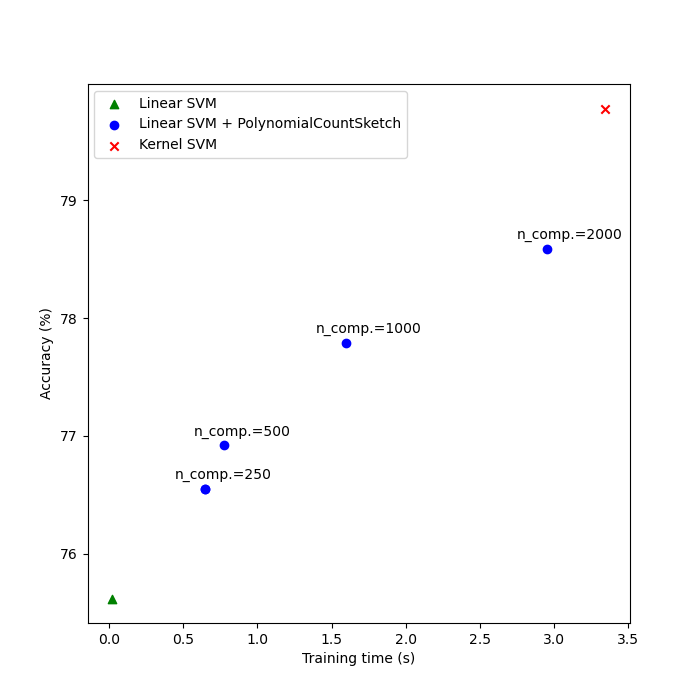 Linear SVM
Linear SVM + PolynomialCountSketch
Kernel SVM
79
n_comp.=2000
78
n_comp.=1000
Accuracy (%)
77
n_comp.=500
n_comp.=250
76
0.0 0.5 1.0 1.5 2.0 2.5 3.0 3.5
Training time (s)